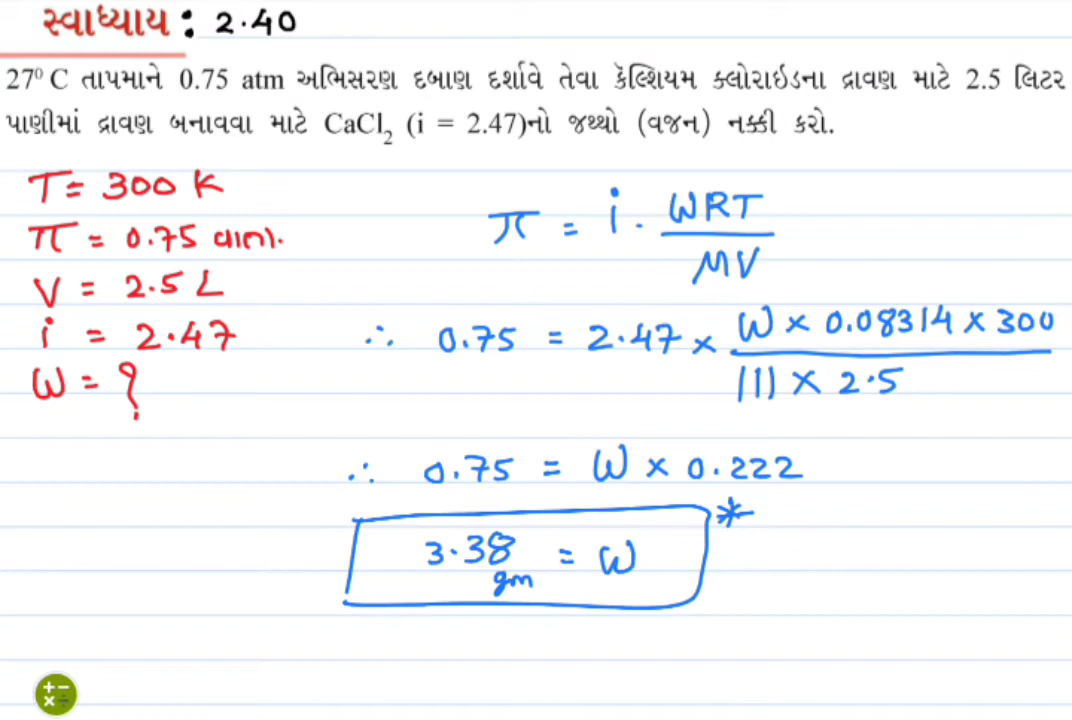 સ્વાધ્યાય : 2.40
27⁰ C તાપમાને 0.75 atm અભિસરણ દબાણ દર્શાવે તેવા કૅલ્શિયમ ક્લોરાઇડના દ્રાવણ માટે 2.5 લિટર
પાણીમાં દ્રાવણ બનાવવા માટે CaCl₂ (i = 2.47)નો જથ્થો (વજન) નક્કી કરો.
T = 300 K
π = 0.75 વાતા.
V = 2.5 L
i = 2.47
W = ?
π = i . WRT
MV
∴ 0.75 = 2.47 × W × 0.08314 × 300
111 × 2.5
∴ 0.75 = W × 0.222
3.38 gm = W *